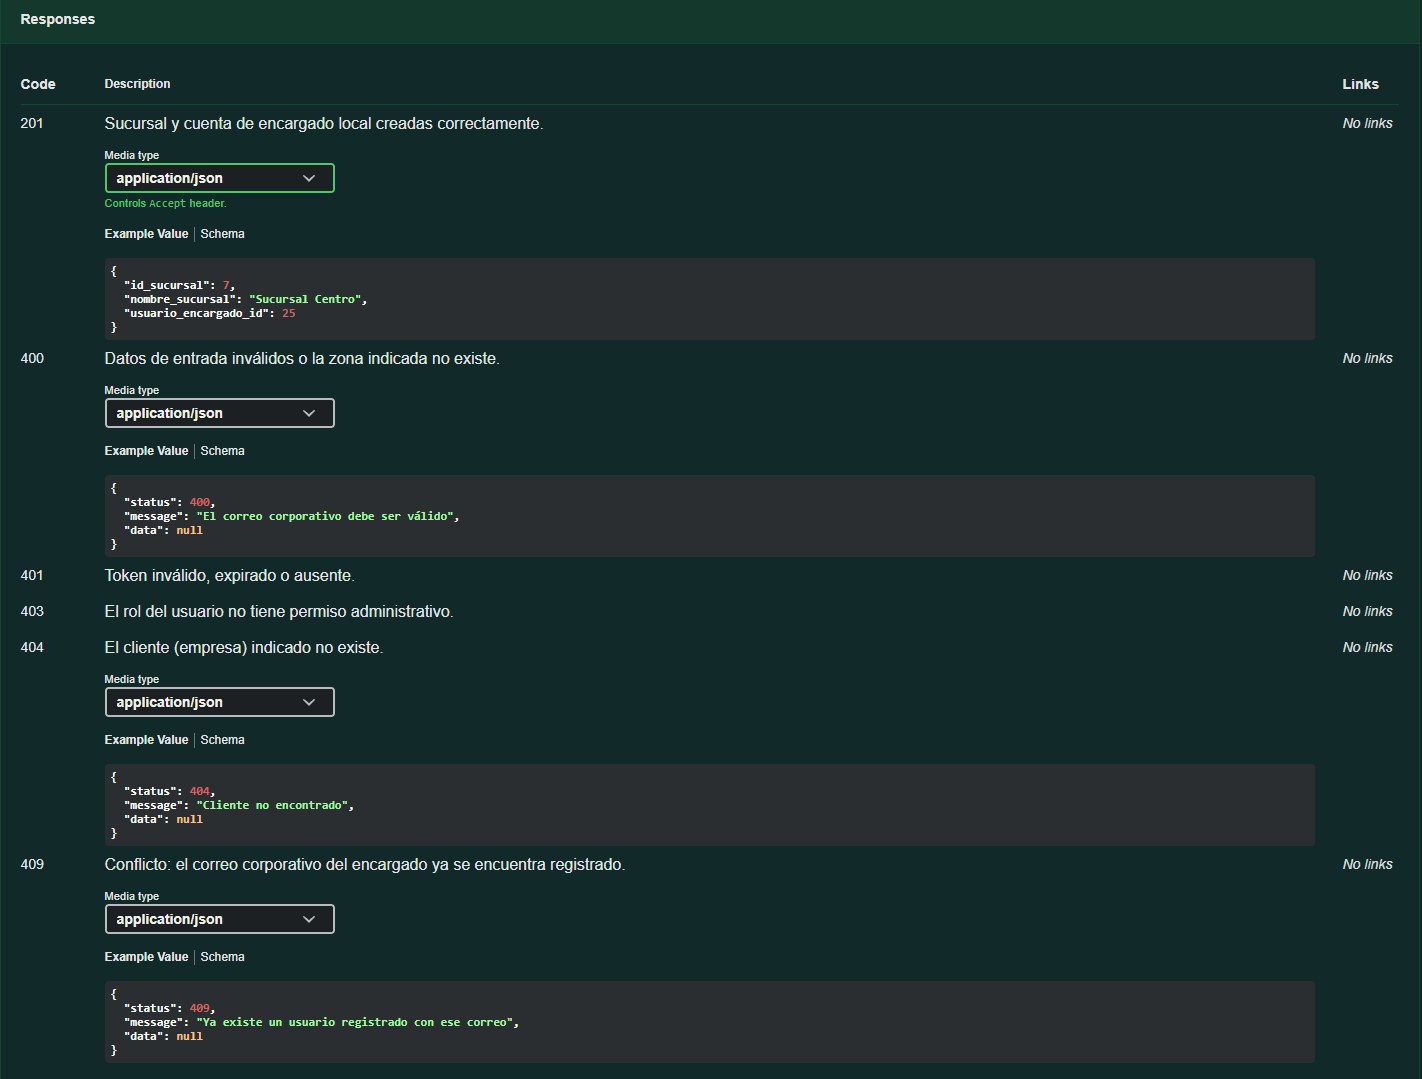 Responses
Code Description Links
201 Sucursal y cuenta de encargado local creadas correctamente. No links
Media type
application/json
Controls Accept header.
Example Value | Schema
{
  "id_sucursal": 7,
  "nombre_sucursal": "Sucursal Centro",
  "usuario_encargado_id": 25
}
400 Datos de entrada inválidos o la zona indicada no existe. No links
Media type
application/json
Example Value | Schema
{
  "status": 400,
  "message": "El correo corporativo debe ser válido",
  "data": null
}
401 Token inválido, expirado o ausente. No links
403 El rol del usuario no tiene permiso administrativo. No links
404 El cliente (empresa) indicado no existe. No links
Media type
application/json
Example Value | Schema
{
  "status": 404,
  "message": "Cliente no encontrado",
  "data": null
}
409 Conflicto: el correo corporativo del encargado ya se encuentra registrado. No links
Media type
application/json
Example Value | Schema
{
  "status": 409,
  "message": "Ya existe un usuario registrado con ese correo",
  "data": null
}